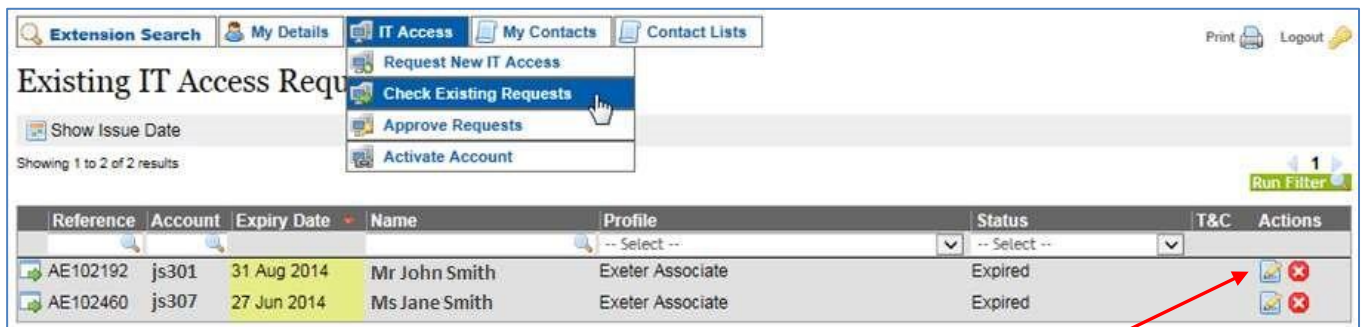 Extension Search My Details IT Access My Contacts Contact Lists Print Logout
Request New IT Access
Existing IT Access Requ
Check Existing Requests
Show Issue Date Approve Requests
Showing 1 to 2 of 2 results Activate Account 1
Run Filter
Reference Account Expiry Date Name Profile Status T&C Actions
-- Select -- -- Select --
AE102192 js301 31 Aug 2014 Mr John Smith Exeter Associate Expired
AE102460 js307 27 Jun 2014 Ms Jane Smith Exeter Associate Expired